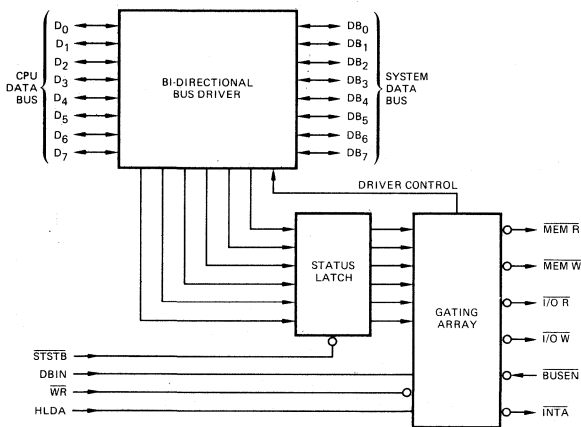 D0
D1
D2
D3
D4
D5
D6
D7
CPU
DATA
BUS
BI-DIRECTIONAL
BUS DRIVER
DB0
DB1
DB2
DB3
DB4
DB5
DB6
DB7
SYSTEM
DATA
BUS
DRIVER CONTROL
STATUS
LATCH
GATING
ARRAY
MEM R
MEM W
I/O R
I/O W
BUSEN
INTA
STSTB
DBIN
WR
HLDA